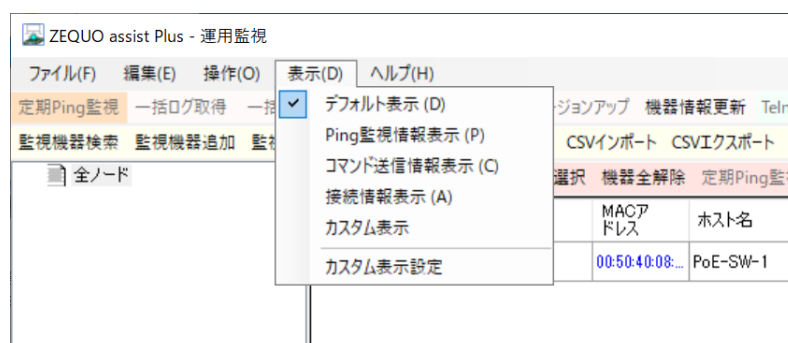 ZEQUO assist Plus - 運用監視
ファイル(F) 編集(E) 操作(O) 表示(D) ヘルプ(H)
定期Ping監視 一括ログ取得 一括 ージョンアップ 機器情報更新 Teln
監視機器検索 監視機器追加 監視 CSVインポート CSVエクスポート
デフォルト表示 (D)
Ping監視情報表示 (P)
コマンド送信情報表示 (C)
接続情報表示 (A)
カスタム表示
カスタム表示設定
全ノード
選択 機器全解除 定期Ping監
MACア
ドレス ホスト名
00:50:40:08:... PoE-SW-1